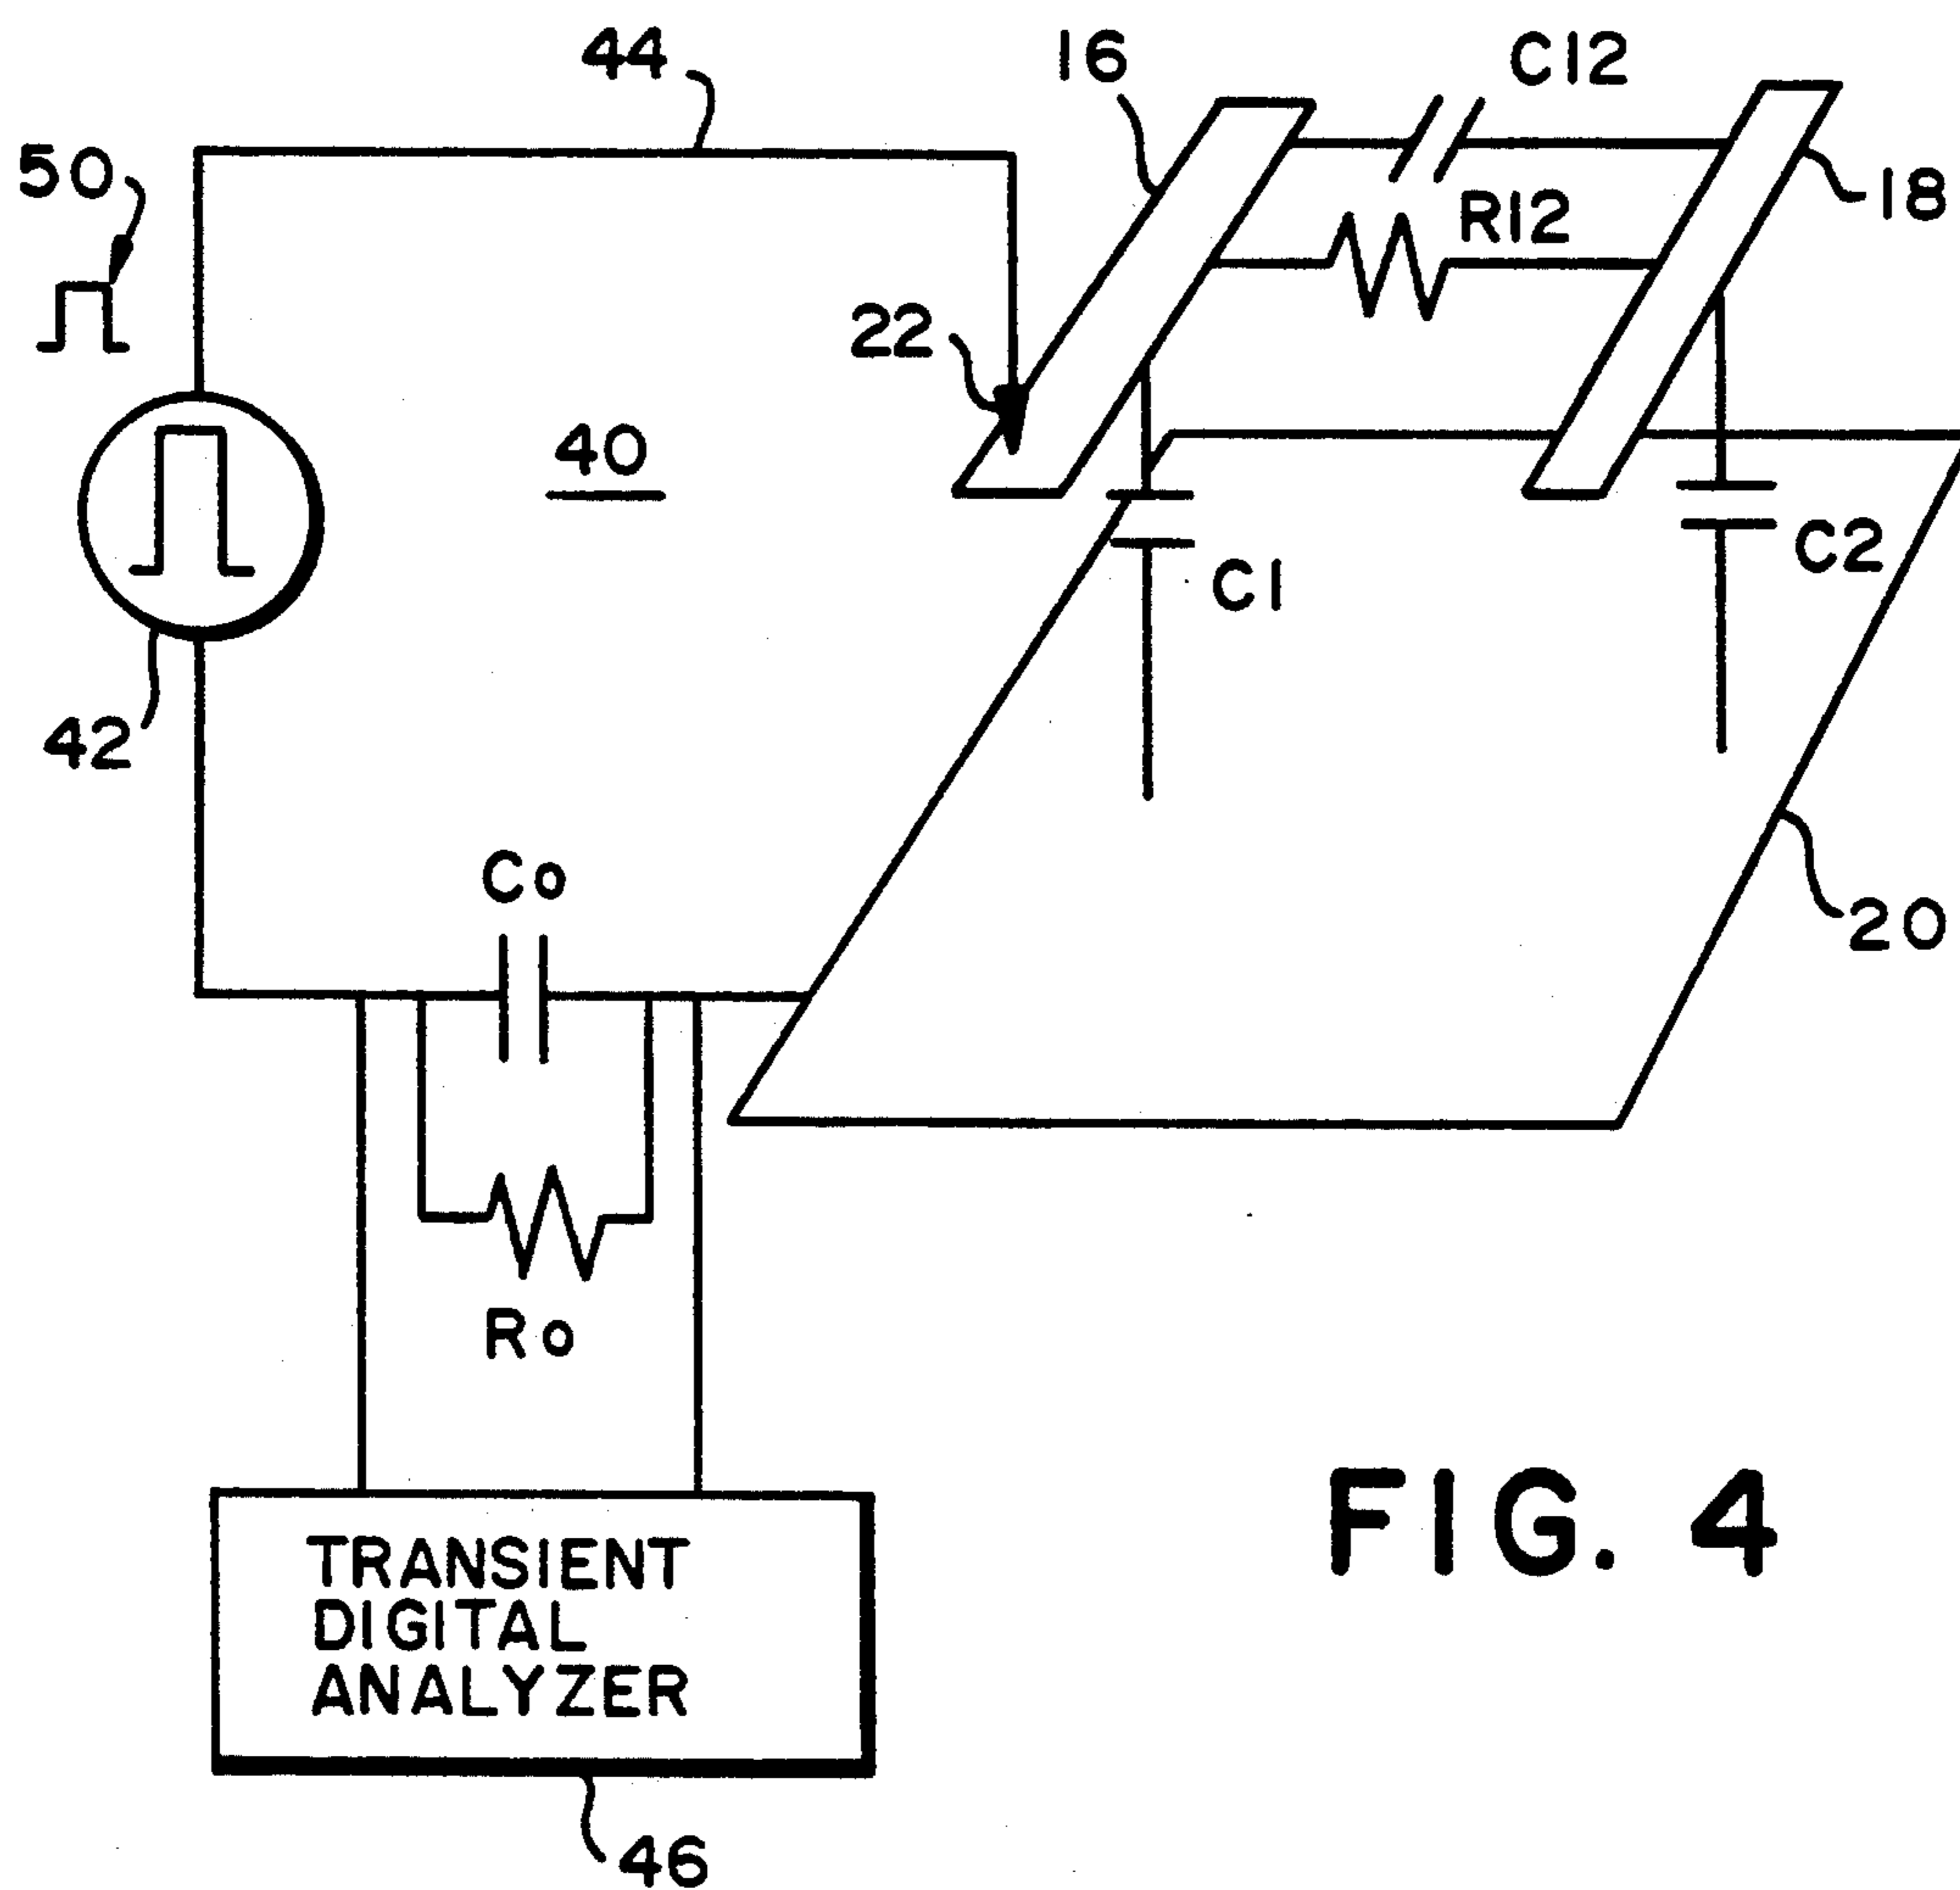 44
16
C12
50
18
R12
22
40
C2
C1
42
Co
20
Ro
TRANSIENT
DIGITAL
ANALYZER
FIG. 4
46